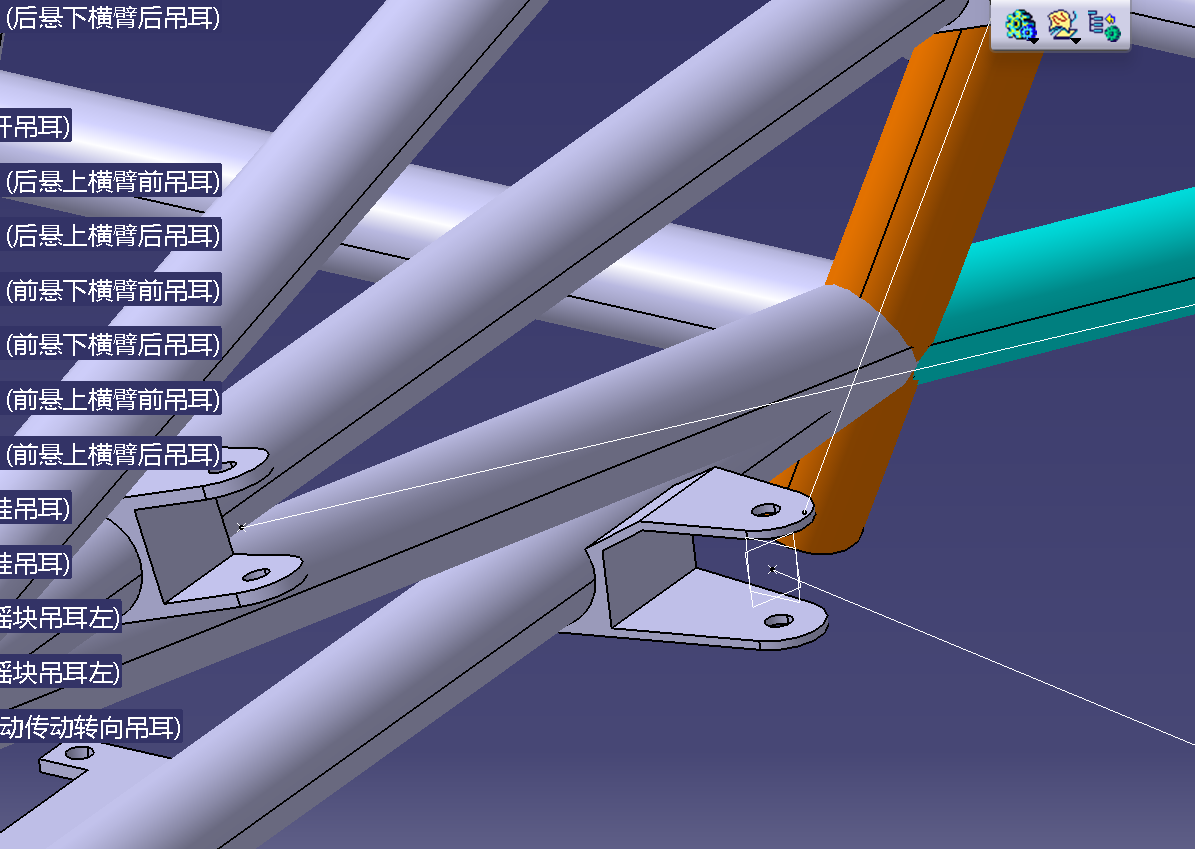 (后悬下横臂后吊耳)
杆吊耳)
(后悬上横臂前吊耳)
(后悬上横臂后吊耳)
(前悬下横臂前吊耳)
(前悬下横臂后吊耳)
(前悬上横臂前吊耳)
(前悬上横臂后吊耳)
吊耳)
吊耳)
摇块吊耳左)
摇块吊耳左)
动传动转向吊耳)